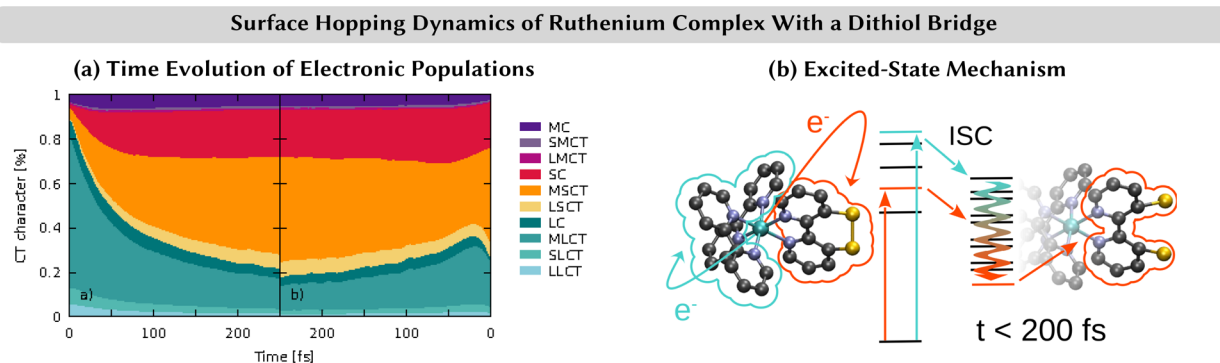 Surface Hopping Dynamics of Ruthenium Complex With a Dithiol Bridge
(a) Time Evolution of Electronic Populations
CT character [%]
1
0.8
0.6
0.4
0.2
0
a)
b)
0 100 200 200 100 0
Time [fs]
MC
SMCT
LMCT
SC
MSCT
LSCT
LC
MLCT
SLCT
LLCT
(b) Excited-State Mechanism
e-
e-
ISC
t < 200 fs